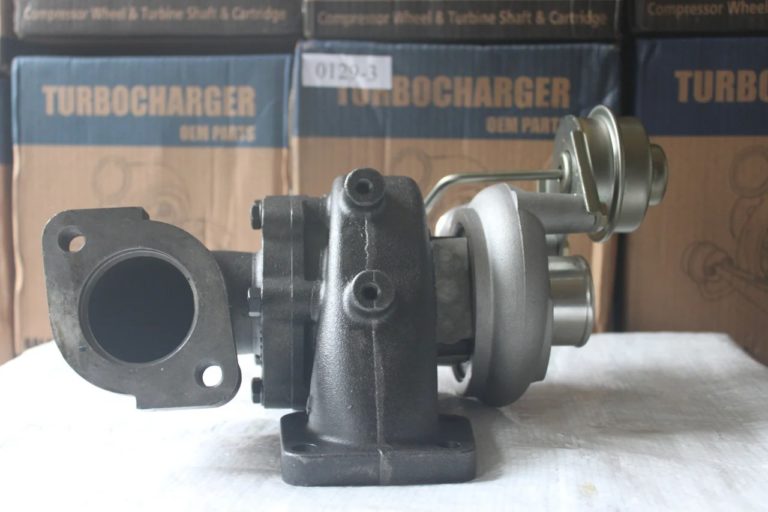 Compressor Wheel & Turbine Shaft & Cartridge
Compressor Wheel & Turbine Shaft & Cartridge
Compressor Wheel
TURBOCHARGER
OEM PARTS
0129-3
TURBOCHARGER
OEM PARTS
TURBOC